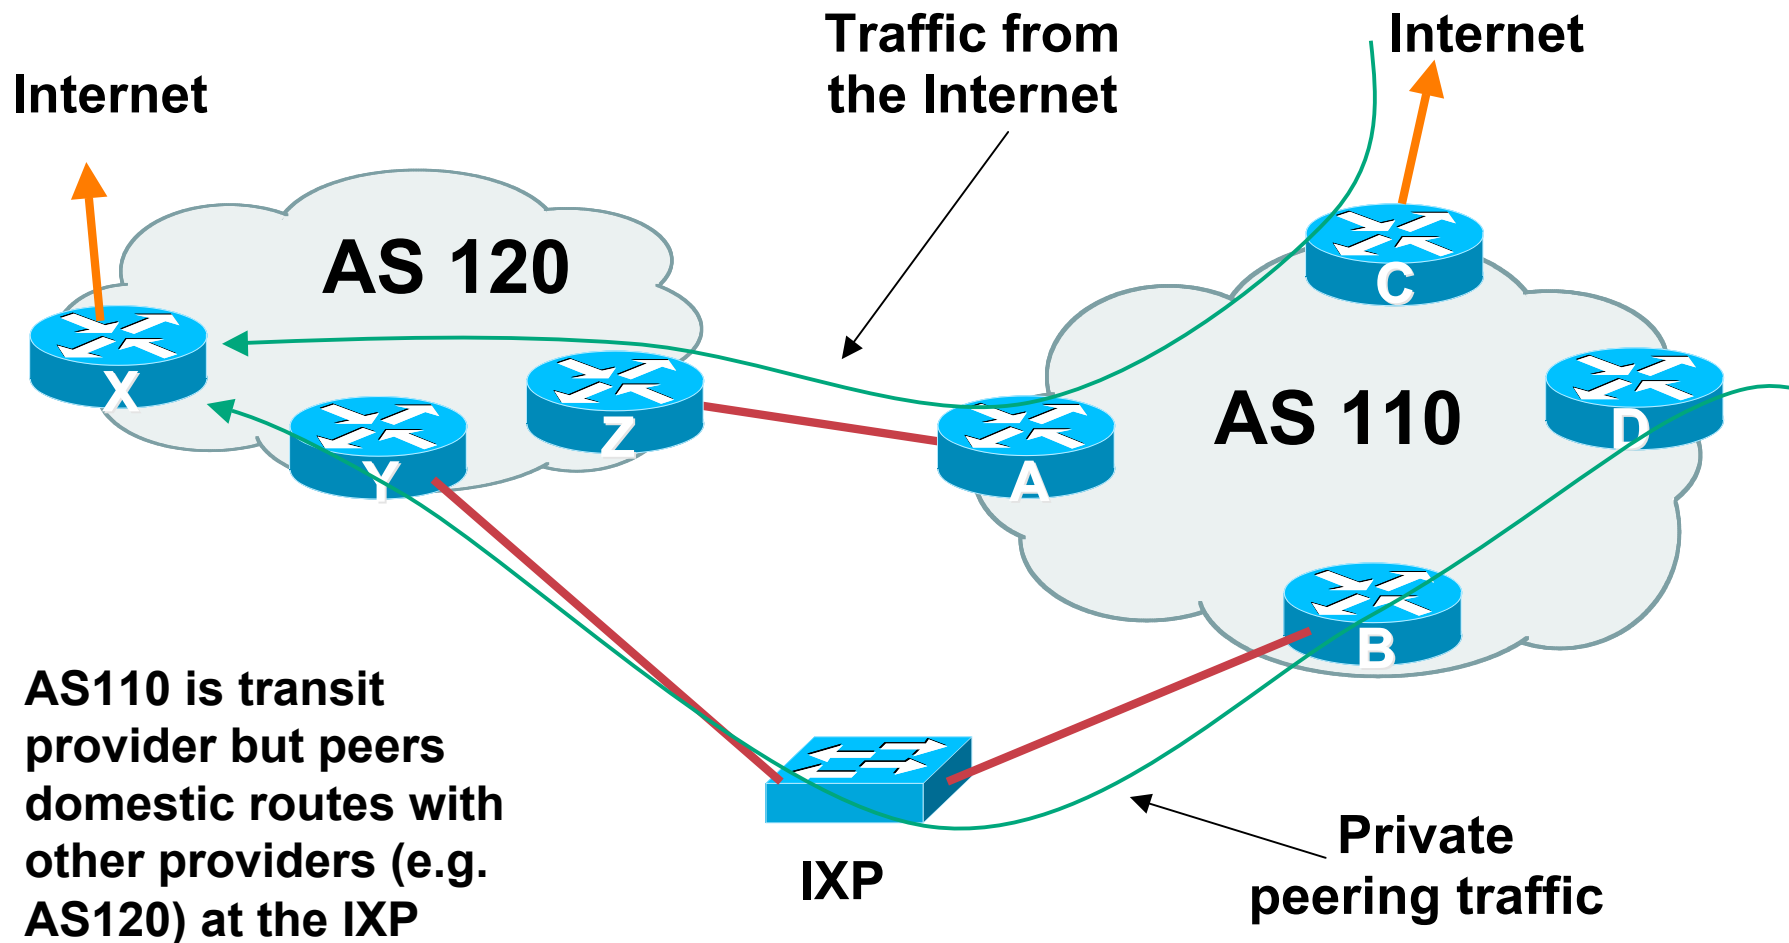 Traffic from
the Internet
Internet
Internet
AS 120
C
X
Z
Y
A
AS 110
D
B
AS110 is transit
provider but peers
domestic routes with
other providers (e.g.
AS120) at the IXP
IXP
Private
peering traffic